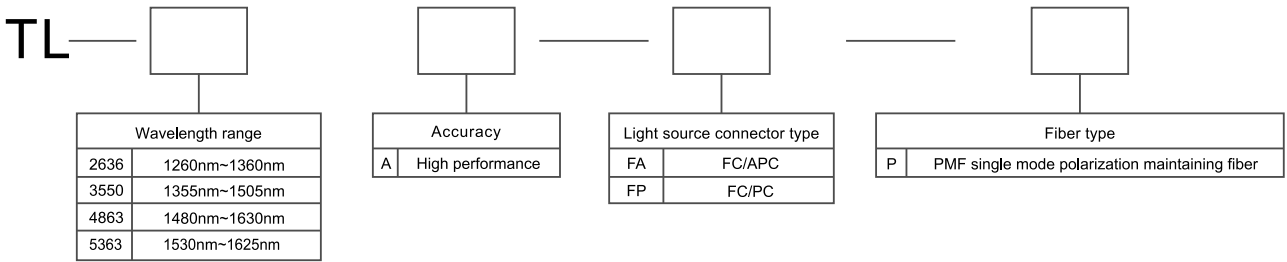 TL
Wavelength range
2636 1260nm~1360nm
3550 1355nm~1505nm
4863 1480nm~1630nm
5363 1530nm~1625nm
Accuracy
A High performance
Light source connector type
FA FC/APC
FP FC/PC
Fiber type
P PMF single mode polarization maintaining fiber